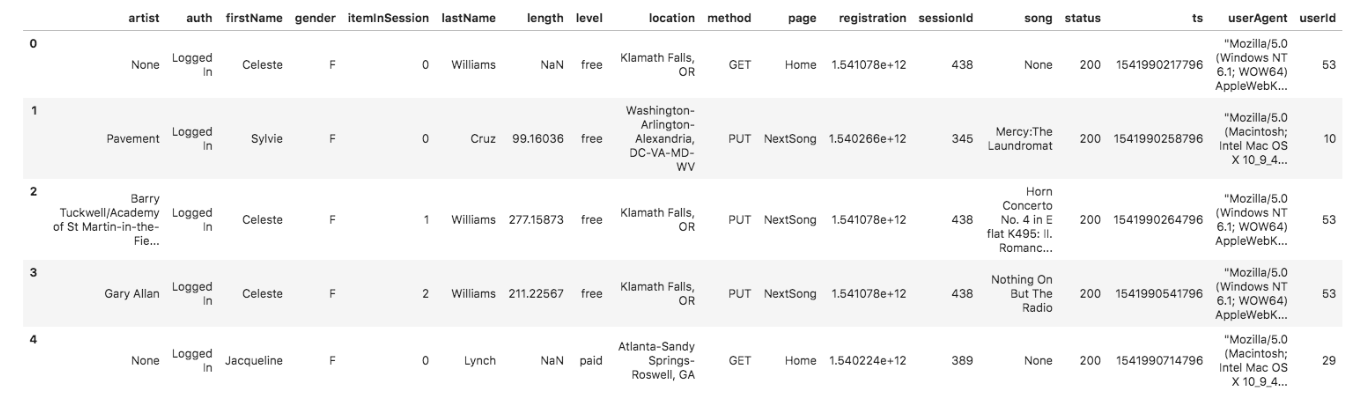 artist auth firstName gender itemInSession lastName length level location method page registration sessionId song status ts userAgent userId
0 None Logged In Celeste F 0 Williams NaN free Klamath Falls, OR GET Home 1.541078e+12 438 None 200 1541990217796 "Mozilla/5.0 (Windows NT 6.1; WOW64) AppleWebK... 53
1 Pavement Logged In Sylvie F 0 Cruz 99.16036 free Washington-Arlington-Alexandria, DC-VA-MD-WV PUT NextSong 1.540266e+12 345 Mercy:The Laundromat 200 1541990258796 "Mozilla/5.0 (Macintosh; Intel Mac OS X 10_9_4... 10
2 Barry Tuckwell/Academy of St Martin-in-the-Fie... Logged In Celeste F 1 Williams 277.15873 free Klamath Falls, OR PUT NextSong 1.541078e+12 438 Horn Concerto No. 4 in E flat K495: II. Romanc... 200 1541990264796 "Mozilla/5.0 (Windows NT 6.1; WOW64) AppleWebK... 53
3 Gary Allan Logged In Celeste F 2 Williams 211.22567 free Klamath Falls, OR PUT NextSong 1.541078e+12 438 Nothing On But The Radio 200 1541990541796 "Mozilla/5.0 (Windows NT 6.1; WOW64) AppleWebK... 53
4 None Logged In Jacqueline F 0 Lynch NaN paid Atlanta-Sandy Springs-Roswell, GA GET Home 1.540224e+12 389 None 200 1541990714796 "Mozilla/5.0 (Macintosh; Intel Mac OS X 10_9_4... 29